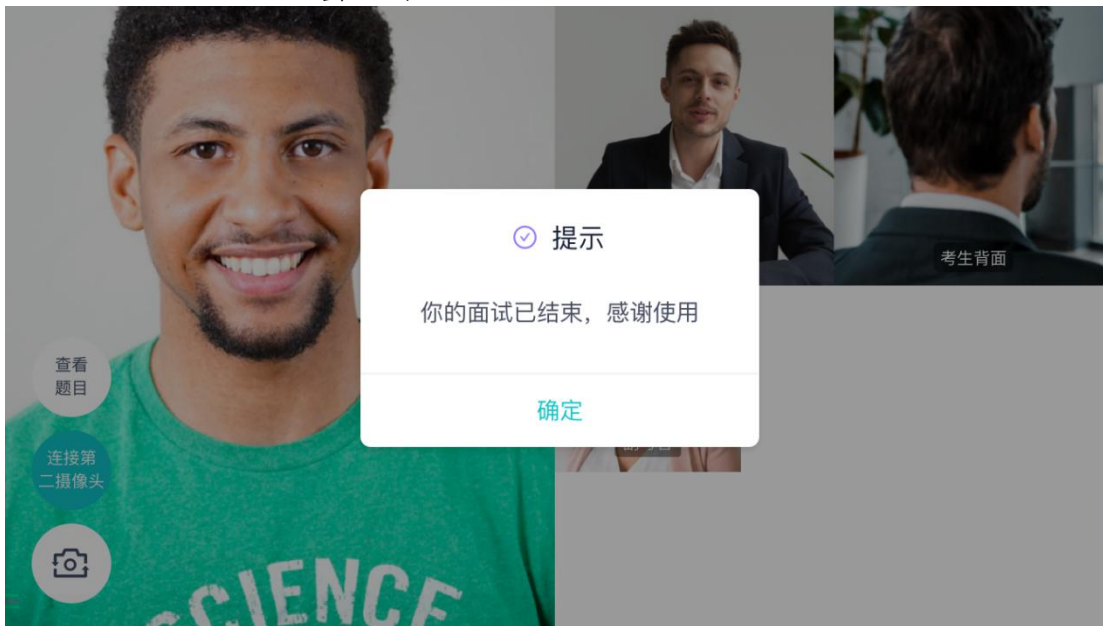 提示
考生背面
你的面试已结束，感谢使用
查看
题目
确定
连接第
二摄像头
SCIENCE